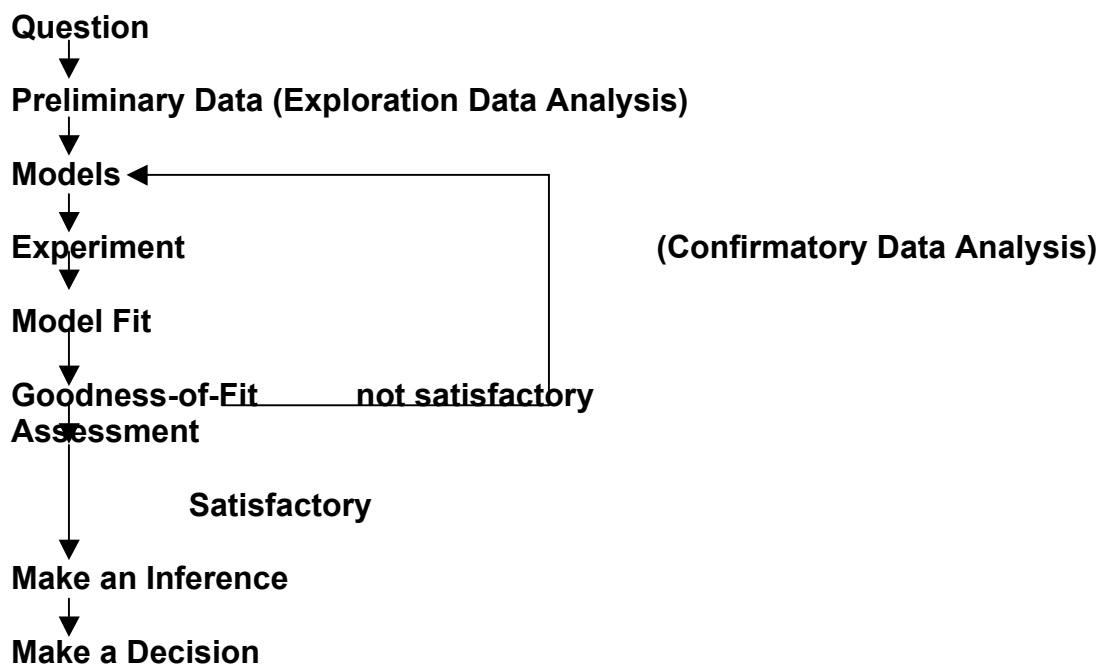 Question
Preliminary Data (Exploration Data Analysis)
Models
Experiment (Confirmatory Data Analysis)
Model Fit
Goodness-of-Fit not satisfactory
Assessment
Satisfactory
Make an Inference
Make a Decision